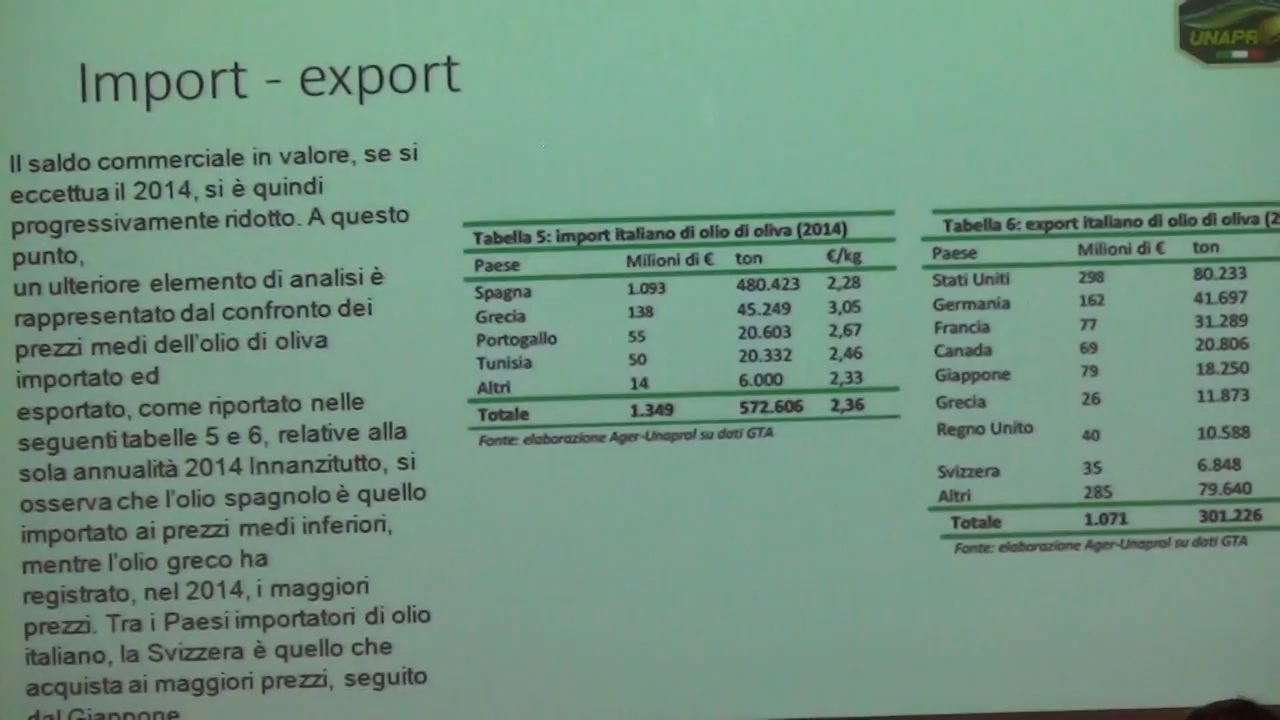 UNAPR
Import - export
Il saldo commerciale in valore, se si
eccettua il 2014, si è quindi
progressivamente ridotto. A questo
punto,
un ulteriore elemento di analisi è
rappresentato dal confronto dei
prezzi medi dell'olio di oliva
importato ed
esportato, come riportato nelle
seguenti tabelle 5 e 6, relative alla
sola annualità 2014 Innanzitutto, si
osserva che l'olio spagnolo è quello
importato ai prezzi medi inferiori,
mentre l'olio greco ha
registrato, nel 2014, i maggiori
prezzi. Tra i Paesi importatori di olio
italiano, la Svizzera è quello che
acquista ai maggiori prezzi, seguito
dal Giappone
Tabella 5: import italiano di olio di oliva (2014)
Paese Milioni di € ton €/kg
Spagna 1.093 480.423 2,28
Grecia 138 45.249 3,05
Portogallo 55 20.603 2,67
Tunisia 50 20.332 2,46
Altri 14 6.000 2,33
Totale 1.349 572.606 2,36
Fonte: elaborazione Ager-Unaprol su dati GTA
Tabella 6: export italiano di olio di oliva (2
Paese Milioni di € ton
Stati Uniti 298 80.233
Germania 162 41.697
Francia 77 31.289
Canada 69 20.806
Giappone 79 18.250
Grecia 26 11.873
Regno Unito 40 10.588
Svizzera 35 6.848
Altri 285 79.640
Totale 1.071 301.226
Fonte: elaborazione Ager-Unaprol su dati GTA